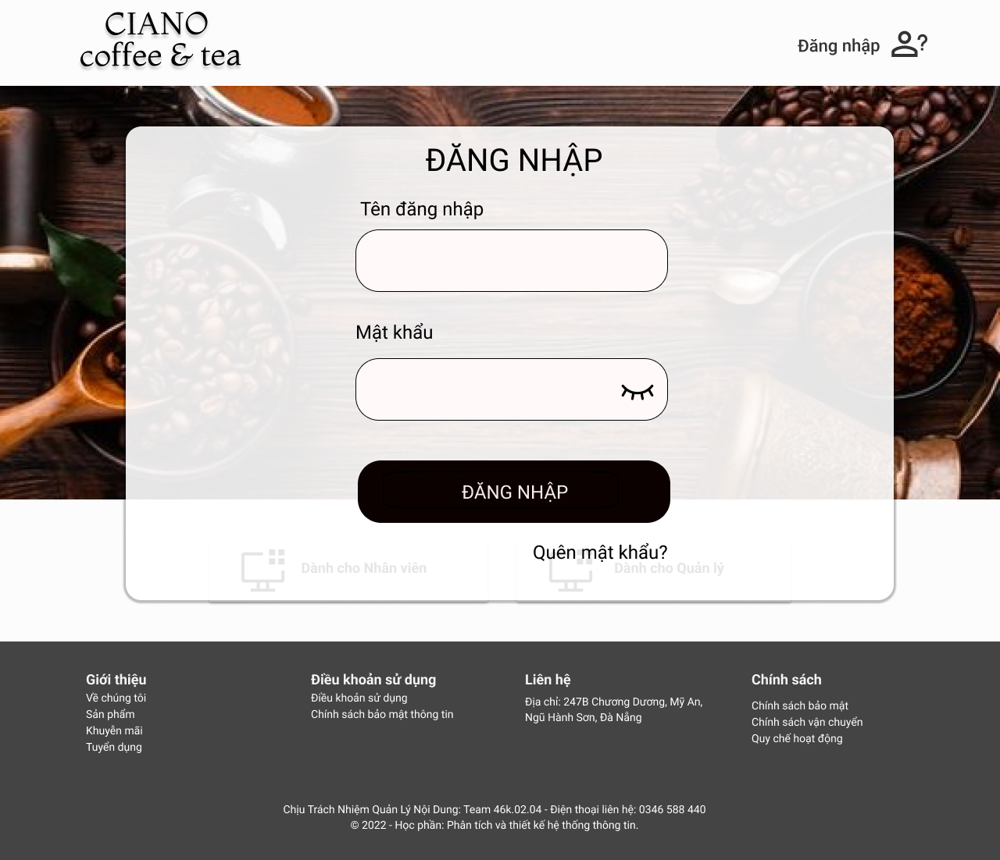 CIANO
coffee & tea
Đăng nhập
ĐĂNG NHẬP
Tên đăng nhập
Mật khẩu
ĐĂNG NHẬP
Quên mật khẩu?
Dành cho Nhân viên
Dành cho Quản lý
Giới thiệu
Về chúng tôi
Sản phẩm
Khuyễn mãi
Tuyển dụng
Điều khoản sử dụng
Điều khoản sử dụng
Chính sách bảo mật thông tin
Liên hệ
Địa chỉ: 247B Chương Dương, Mỹ An,
Ngũ Hành Sơn, Đà Nẵng
Chính sách
Chính sách bảo mật
Chính sách vận chuyển
Quy chế hoạt động
Chịu Trách Nhiệm Quản Lý Nội Dung: Team 46k.02.04 - Điện thoại liên hệ: 0346 588 440
© 2022 - Học phần: Phân tích và thiết kế hệ thống thông tin.